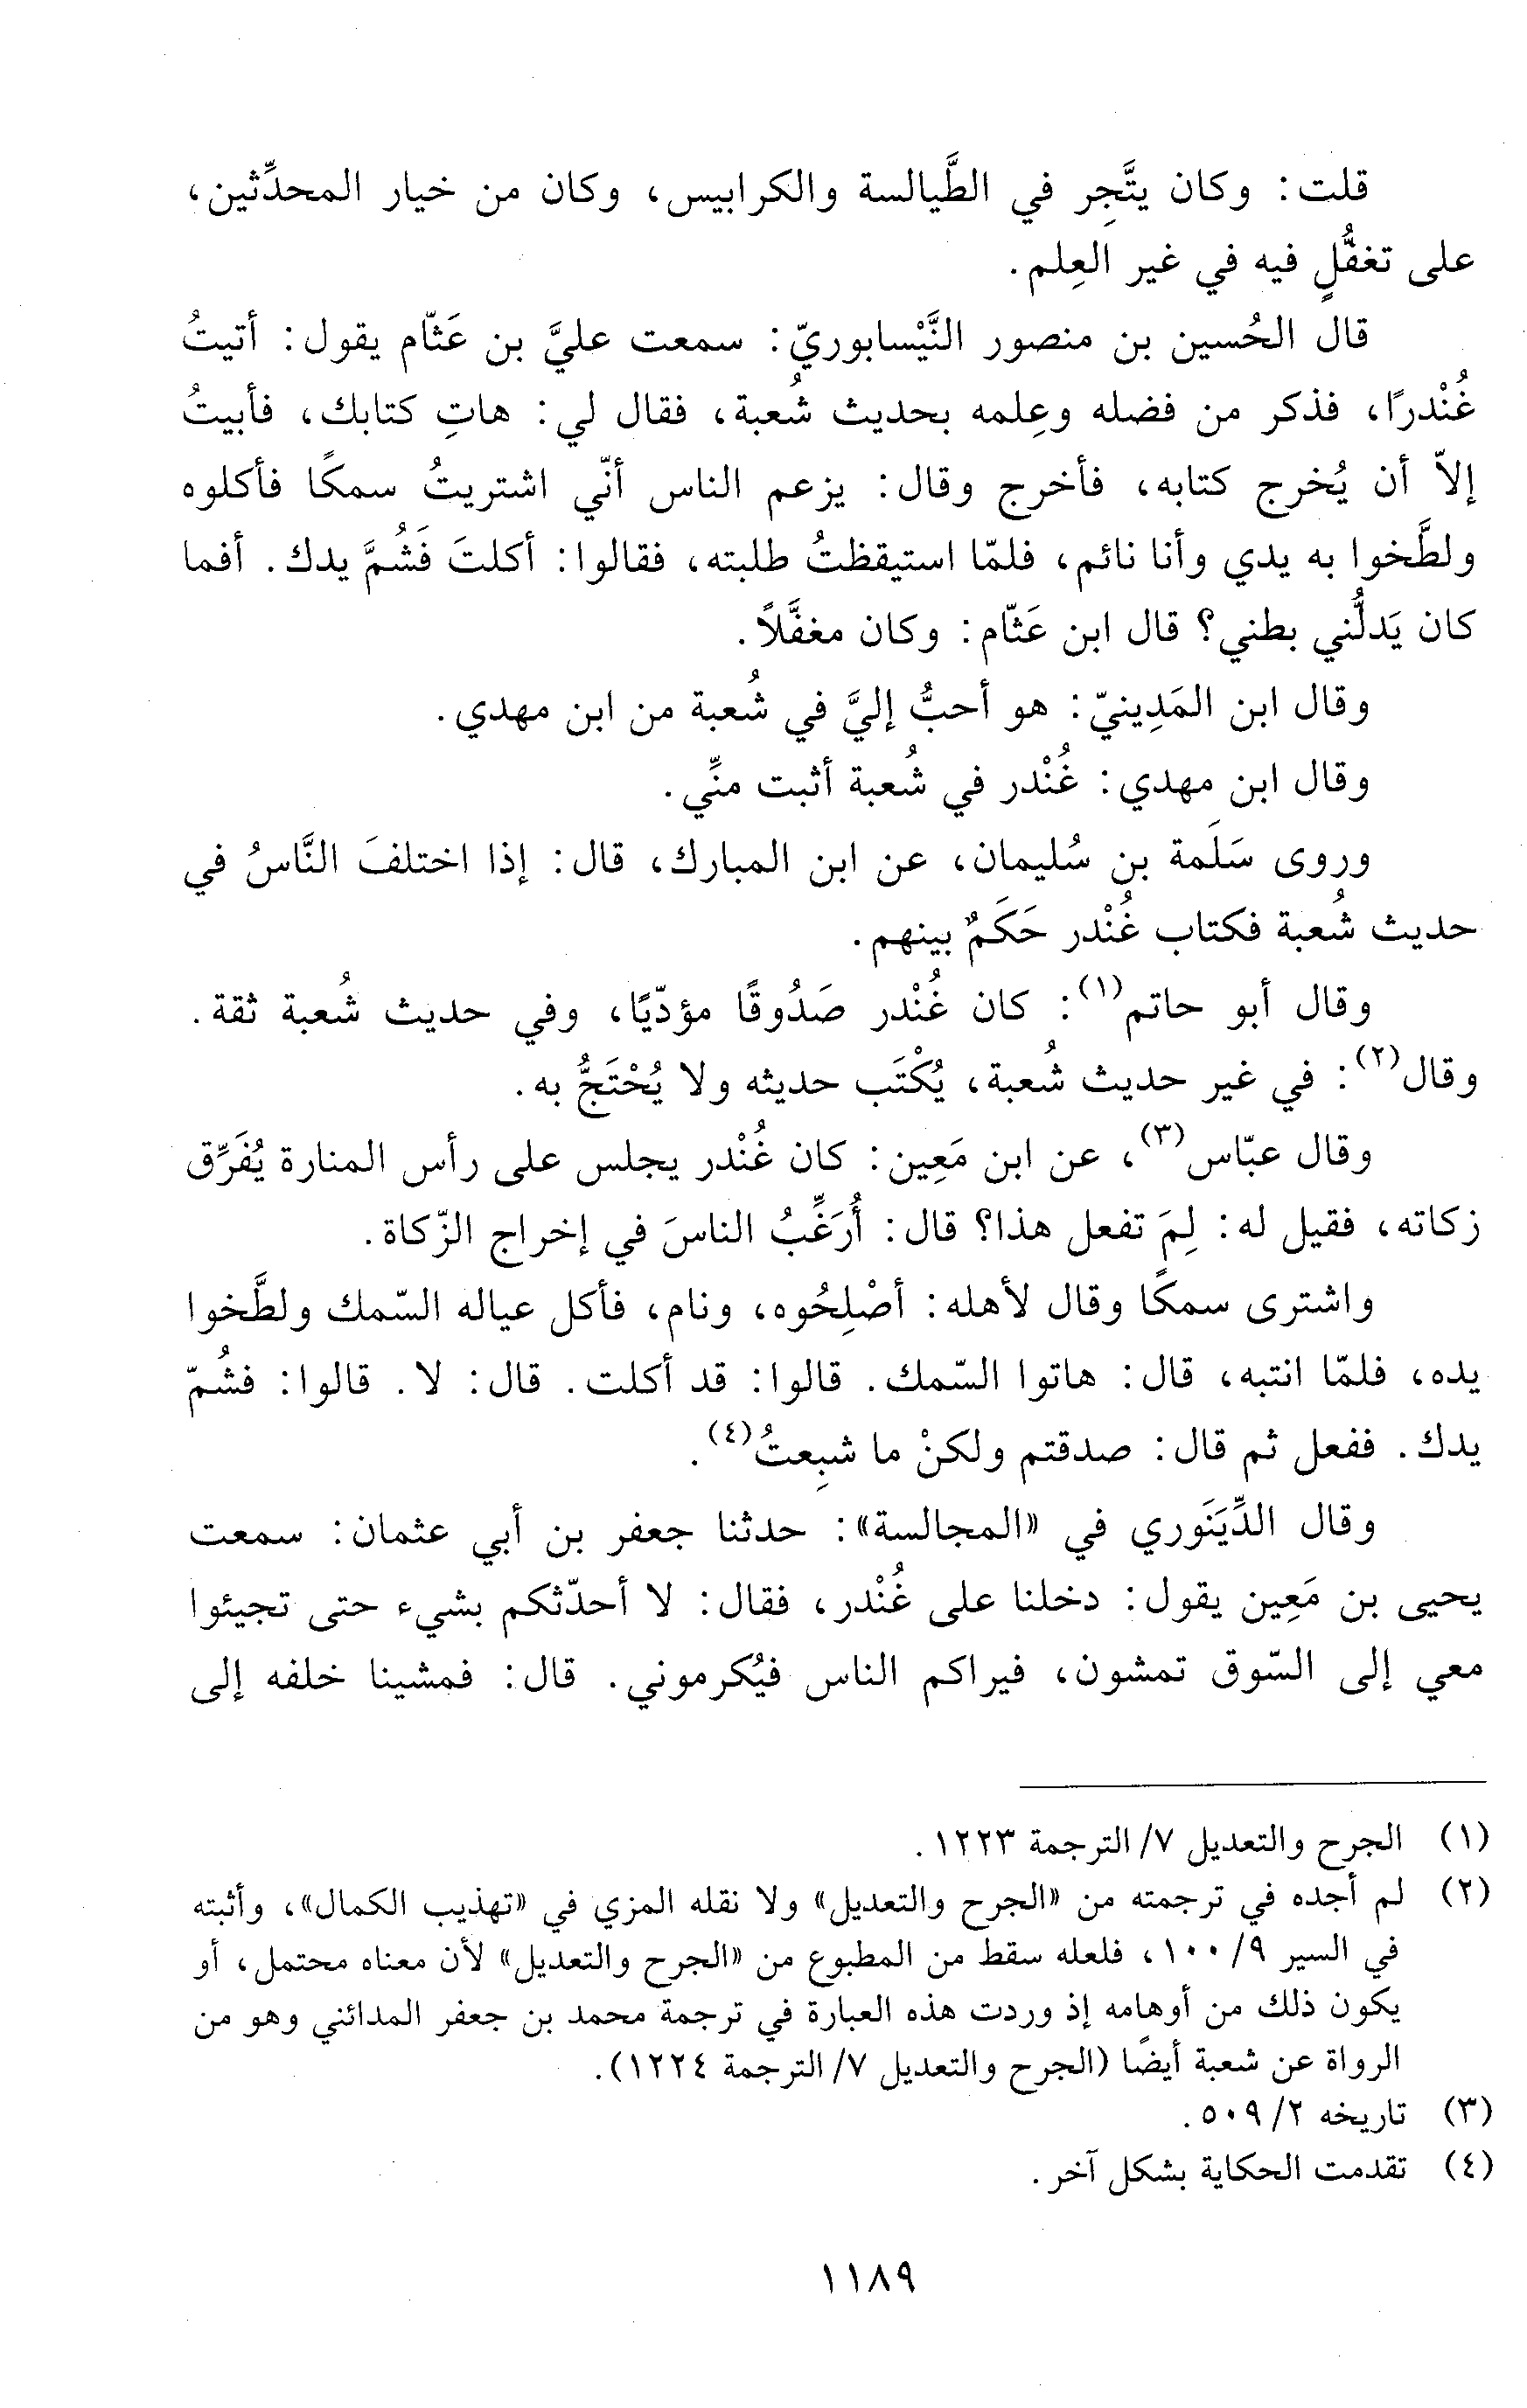 قلت: وكان يتَّجِر في الطَّيالسة والكرابيس، وكان من خيار المحدِّثين،
على تغفُّلٍ فيه في غير العِلم.
قال الحُسين بن منصور النَّيْسابوريّ: سمعت عليَّ بن عَثّام يقول: أتيتُ
غُنْدرًا، فذكر من فضله وعِلمه بحديث شُعبة، فقال لي: هاتِ كتابك، فأبيتُ
إلاّ أن يُخرج كتابه، فأخرج وقال: يزعم الناس أنّي اشتريتُ سمكًا فأكلوه
ولطَّخوا به يدي وأنا نائم، فلمّا استيقظتُ طلبته، فقالوا: أكلتَ فَشُمَّ يدك. أفما
كان يَدلُّني بطني؟ قال ابن عَثّام: وكان مغفَّلاً.
وقال ابن المَدِينيّ: هو أحبُّ إليَّ في شُعبة من ابن مهدي.
وقال ابن مهدي: غُنْدر في شُعبة أثبت منِّي.
وروى سَلَمة بن سُليمان، عن ابن المبارك، قال: إذا اختلفَ النَّاسُ في
حديث شُعبة فكتاب غُنْدر حَكَمٌ بينهم.
وقال أبو حاتم(١): كان غُنْدر صَدُوقًا مؤدّيًا، وفي حديث شُعبة ثقة.
وقال(٢): في غير حديث شُعبة، يُكْتَب حديثه ولا يُحْتَجُّ به.
وقال عبّاس(٣)، عن ابن مَعِين: كان غُنْدر يجلس على رأس المنارة يُفَرِّق
زكاته، فقيل له: لِمَ تفعل هذا؟ قال: أُرَغِّبُ الناسَ في إخراج الزّكاة.
واشترى سمكًا وقال لأهله: أصْلِحُوه، ونام، فأكل عياله السّمك ولطَّخوا
يده، فلمّا انتبه، قال: هاتوا السّمك. قالوا: قد أكلت. قال: لا. قالوا: فشُمّ
يدك. ففعل ثم قال: صدقتم ولكنْ ما شبِعتُ(٤).
وقال الدِّيَنَوري في «المجالسة»: حدثنا جعفر بن أبي عثمان: سمعت
يحيى بن مَعِين يقول: دخلنا على غُنْدر، فقال: لا أحدّثكم بشيء حتى تجيئوا
معي إلى السّوق تمشون، فيراكم الناس فيُكرموني. قال: فمشينا خلفه إلى
(١) الجرح والتعديل ٧/ الترجمة ١٢٢٣.
(٢) لم أجده في ترجمته من «الجرح والتعديل» ولا نقله المزي في «تهذيب الكمال»، وأثبته
في السير ٩/ ١٠٠، فلعله سقط من المطبوع من «الجرح والتعديل» لأن معناه محتمل، أو
يكون ذلك من أوهامه إذ وردت هذه العبارة في ترجمة محمد بن جعفر المدائني وهو من
الرواة عن شعبة أيضًا (الجرح والتعديل ٧/ الترجمة ١٢٢٤).
(٣) تاريخه ٢/ ٥٠٩.
(٤) تقدمت الحكاية بشكل آخر.
١١٨٩